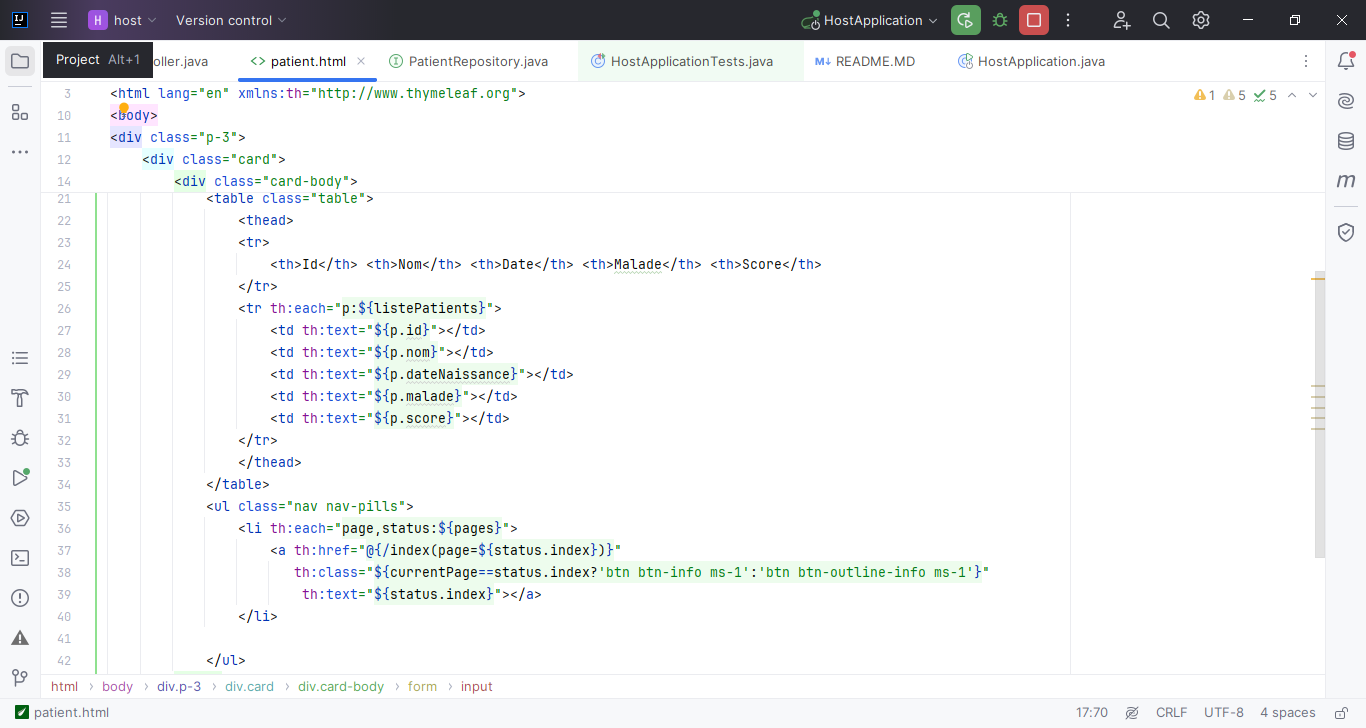 H host Version control HostApplication
Project Alt+1 oller.java patient.html PatientRepository.java HostApplicationTests.java README.MD HostApplication.java
3 <html lang="en" xmlns:th="http://www.thymeleaf.org"> 1 5 5
10 <body>
11 <div class="p-3">
12 <div class="card">
14 <div class="card-body">
21 <table class="table">
22 <thead>
23 <tr>
24 <th>Id</th> <th>Nom</th> <th>Date</th> <th>Malade</th> <th>Score</th>
25 </tr>
26 <tr th:each="p:${listePatients}">
27 <td th:text="${p.id}"></td>
28 <td th:text="${p.nom}"></td>
29 <td th:text="${p.dateNaissance}"></td>
30 <td th:text="${p.malade}"></td>
31 <td th:text="${p.score}"></td>
32 </tr>
33 </thead>
34 </table>
35 <ul class="nav nav-pills">
36 <li th:each="page,status:${pages}">
37 <a th:href="@{/index(page=${status.index})}"
38 th:class="${currentPage==status.index?'btn btn-info ms-1':'btn btn-outline-info ms-1'}"
39 th:text="${status.index}"></a>
40 </li>
41
42 </ul>
html › body › div.p-3 › div.card › div.card-body › form › input
patient.html 17:70 CRLF UTF-8 4 spaces